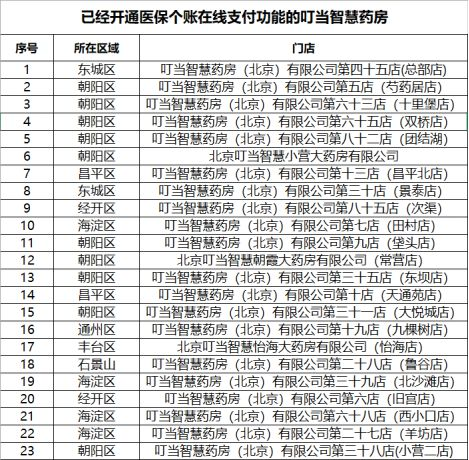 已经开通医保个账在线支付功能的叮当智慧药房
序号 所在区域 门店
1 东城区 叮当智慧药房（北京）有限公司第四十五店(总部店)
2 朝阳区 叮当智慧药房（北京）有限公司第五店（芍药居店）
3 朝阳区 叮当智慧药房（北京）有限公司第六十三店（十里堡店）
4 朝阳区 叮当智慧药房（北京）有限公司第六十五店（双桥店）
5 朝阳区 叮当智慧药房（北京）有限公司第八十二店（团结湖）
6 朝阳区 北京叮当智慧小营大药房有限公司
7 昌平区 叮当智慧药房（北京）有限公司第十三店（昌平北店）
8 东城区 叮当智慧药房（北京）有限公司第三十店（景泰店）
9 经开区 叮当智慧药房（北京）有限公司第八十五店（次渠）
10 海淀区 叮当智慧药房（北京）有限公司第七店（田村店）
11 朝阳区 叮当智慧药房（北京）有限公司第九店（垡头店）
12 朝阳区 北京叮当智慧朝霞大药房有限公司（常营店）
13 朝阳区 叮当智慧药房（北京）有限公司第三十五店（东坝店）
14 昌平区 叮当智慧药房（北京）有限公司第十店（天通苑店）
15 朝阳区 叮当智慧药房（北京）有限公司第三十一店（大悦城店）
16 通州区 叮当智慧药房（北京）有限公司第十九店（九棵树店）
17 丰台区 北京叮当智慧怡海大药房有限公司（怡海店）
18 石景山 叮当智慧药房（北京）有限公司第二十八店（鲁谷店）
19 海淀区 叮当智慧药房（北京）有限公司第三十九店（北沙滩店）
20 经开区 叮当智慧药房（北京）有限公司第六店（旧宫店）
21 海淀区 叮当智慧药房（北京）有限公司第六十八店（西小口店）
22 海淀区 叮当智慧药房（北京）有限公司第二十七店（羊坊店）
23 朝阳区 叮当智慧药房（北京）有限公司第三十八店(小营二店)